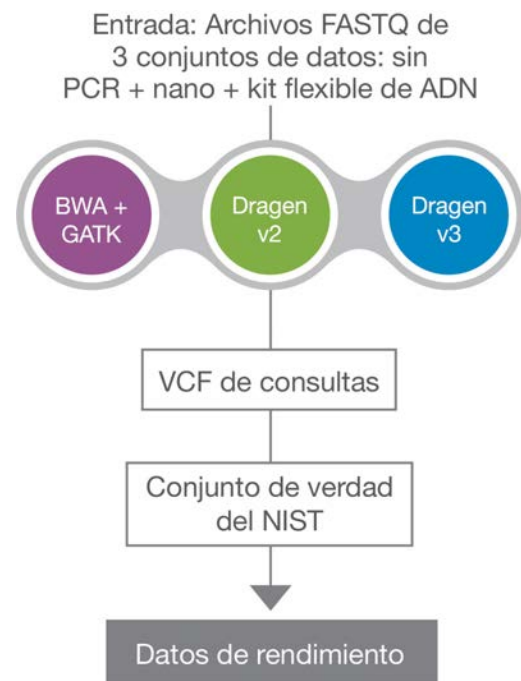 Entrada: Archivos FASTQ de
3 conjuntos de datos: sin
PCR + nano + kit flexible de ADN
BWA +
GATK
Dragen
v2
Dragen
v3
VCF de consultas
Conjunto de verdad
del NIST
Datos de rendimiento